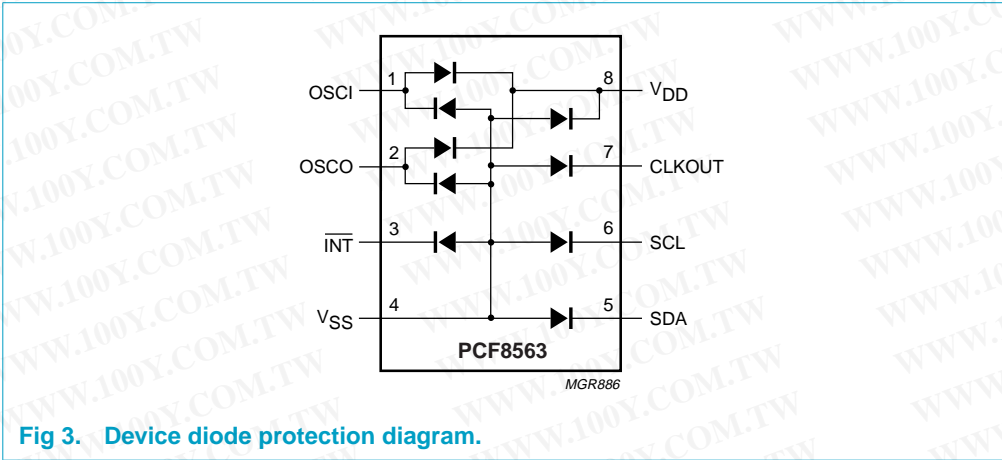 1
OSCI
8
VDD
2
OSCO
7
CLKOUT
3
INT
6
SCL
4
VSS
5
SDA
PCF8563
MGR886
Fig 3. Device diode protection diagram.
WWW.100Y.COM.TW